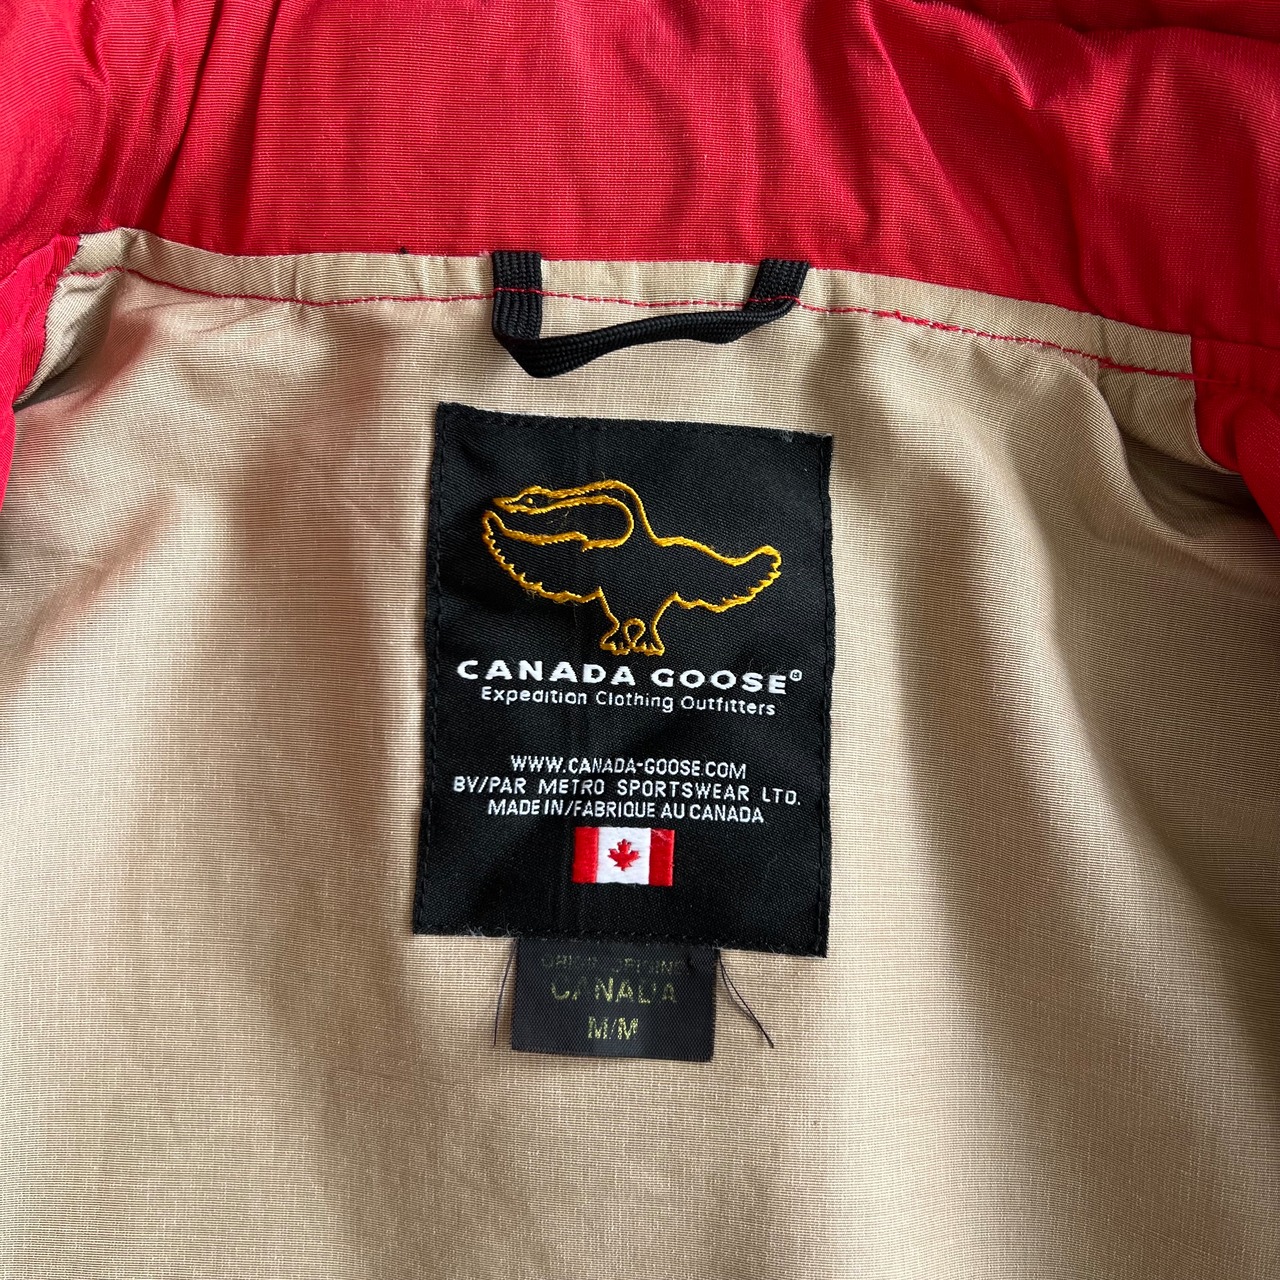 CANADA GOOSE®
Expedition Clothing Outfitters
WWW.CANADA-GOOSE.COM
BY/PAR METRO SPORTSWEAR LTD.
MADE IN/FABRIQUE AU CANADA
CANADA
M/M